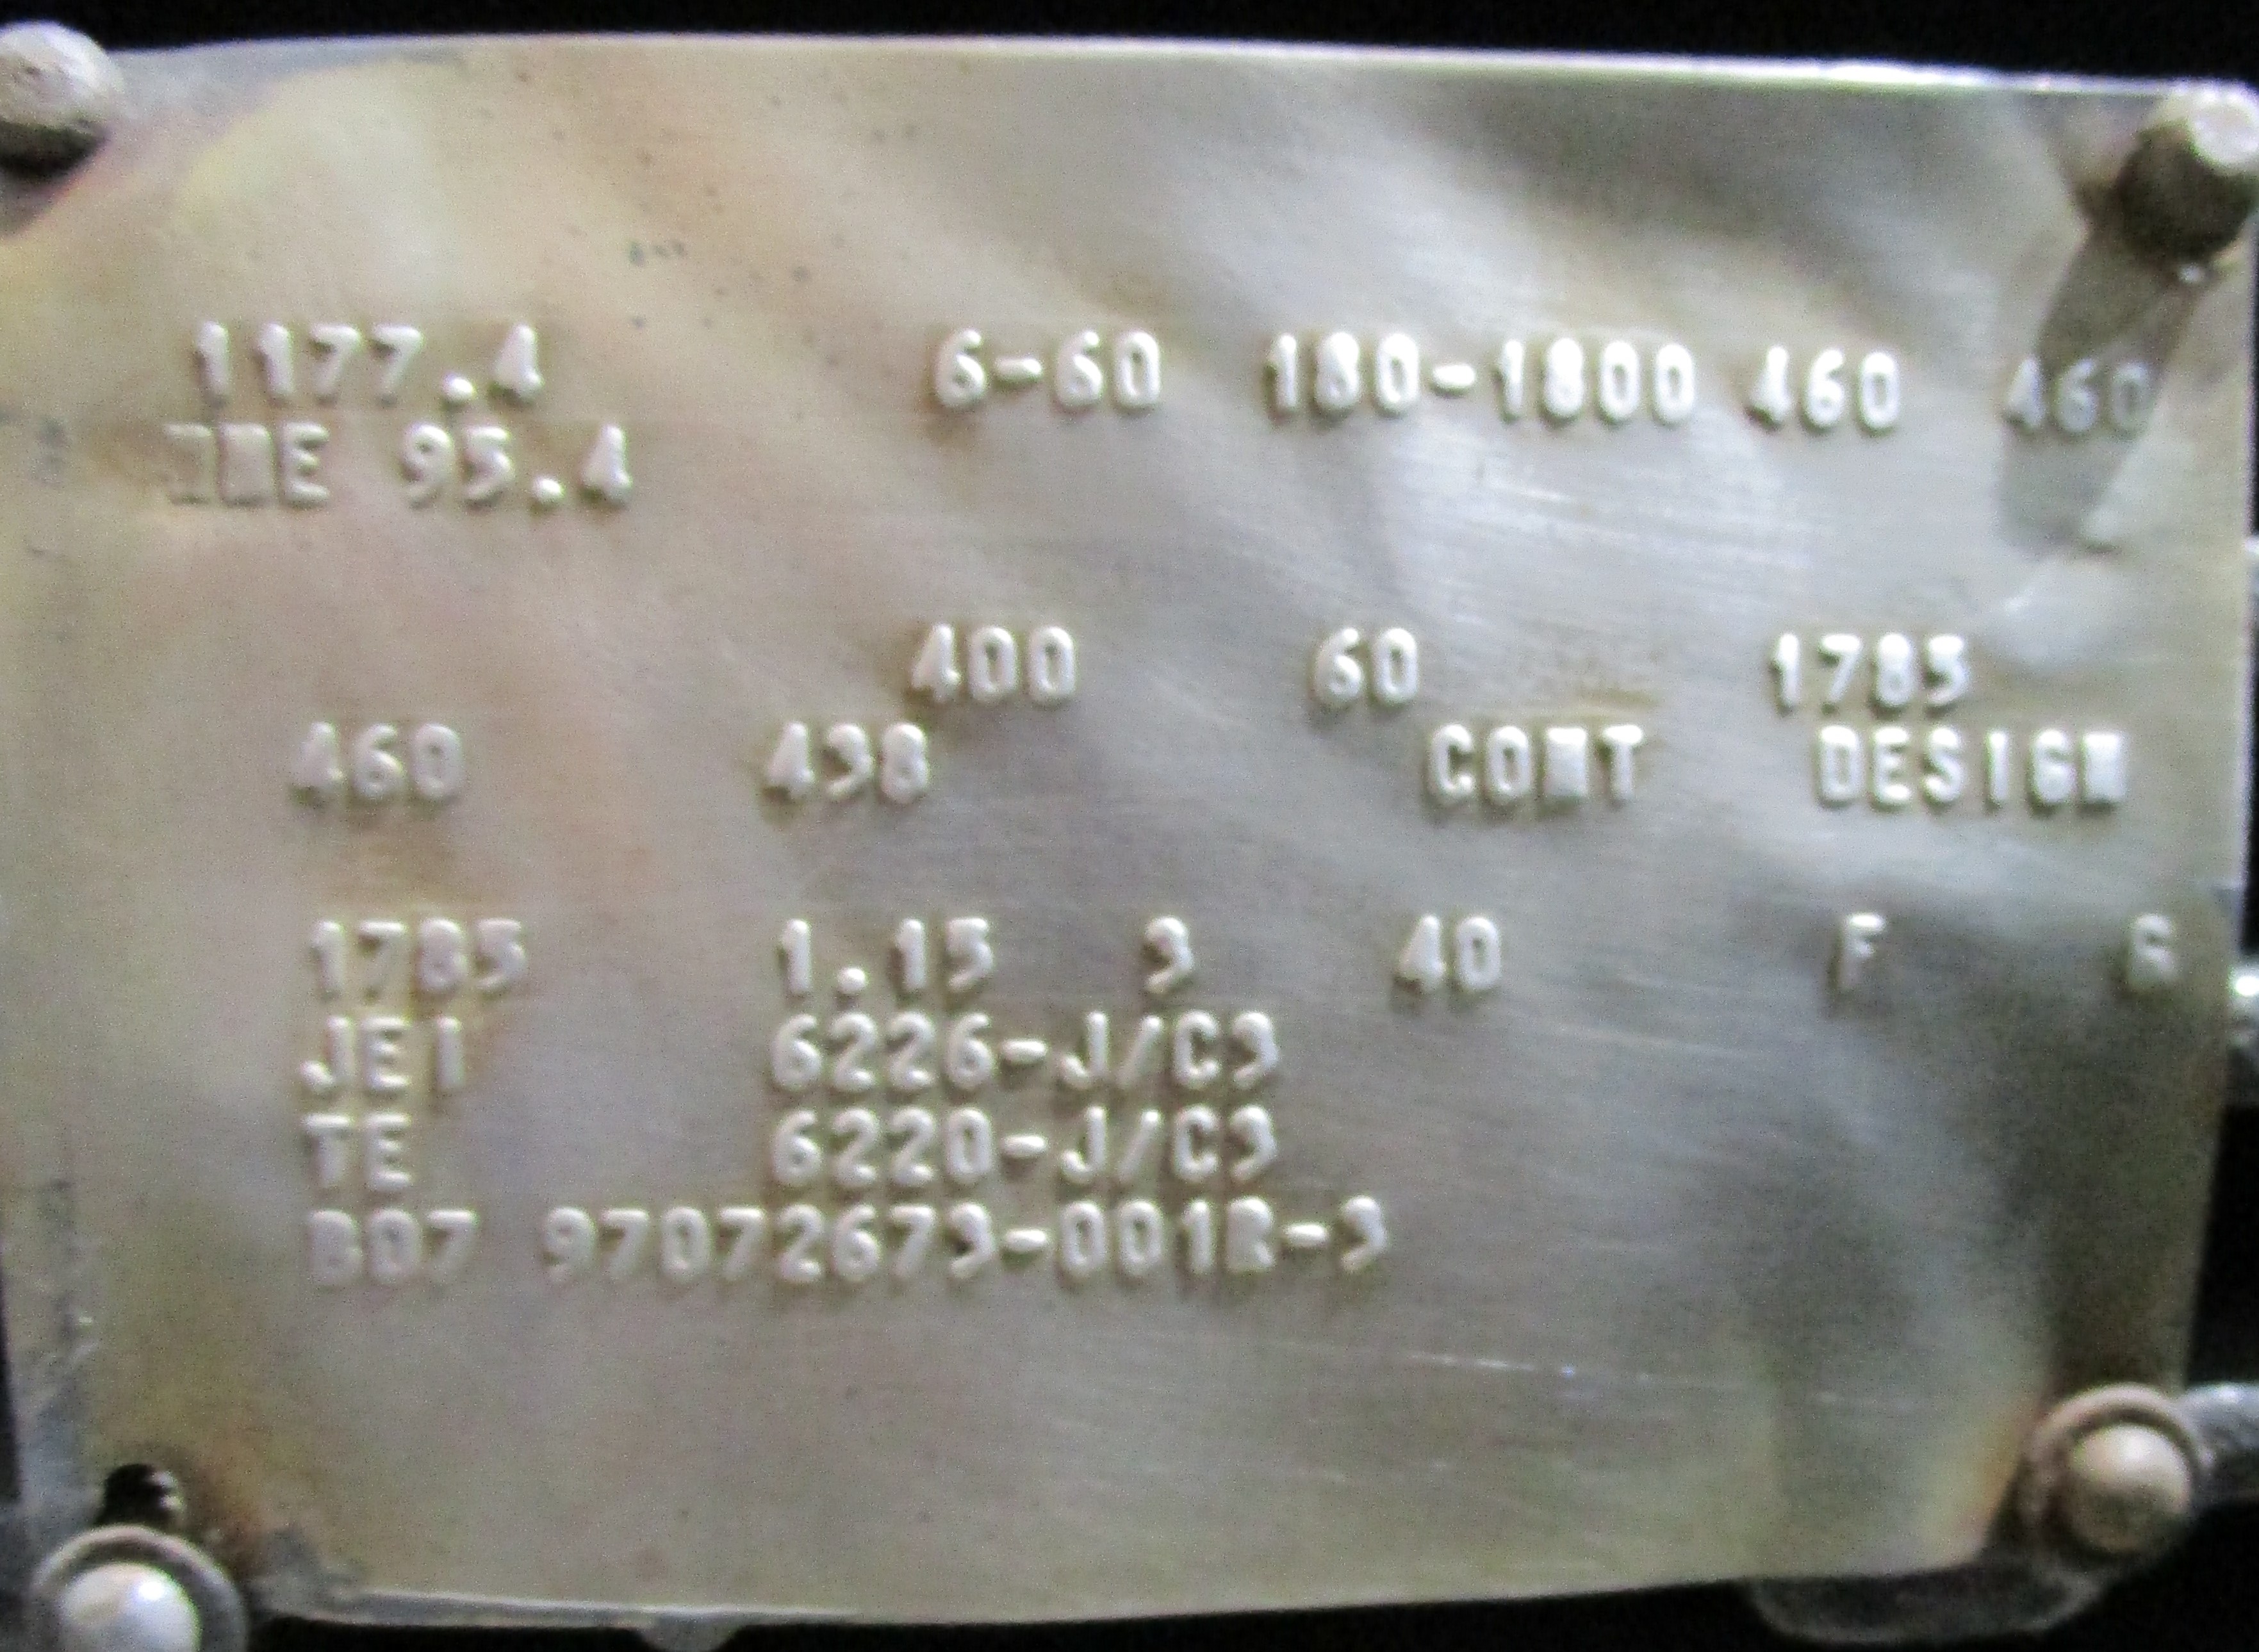 1177.4 6-60 180-1800 460 460
NNE 95.4
400 60 1785
460 438 CONT DESIGN
1785 1.15 3 40 F G
JE1 6226-J/C3
TE 6220-J/C3
B07 97072673-001R-3